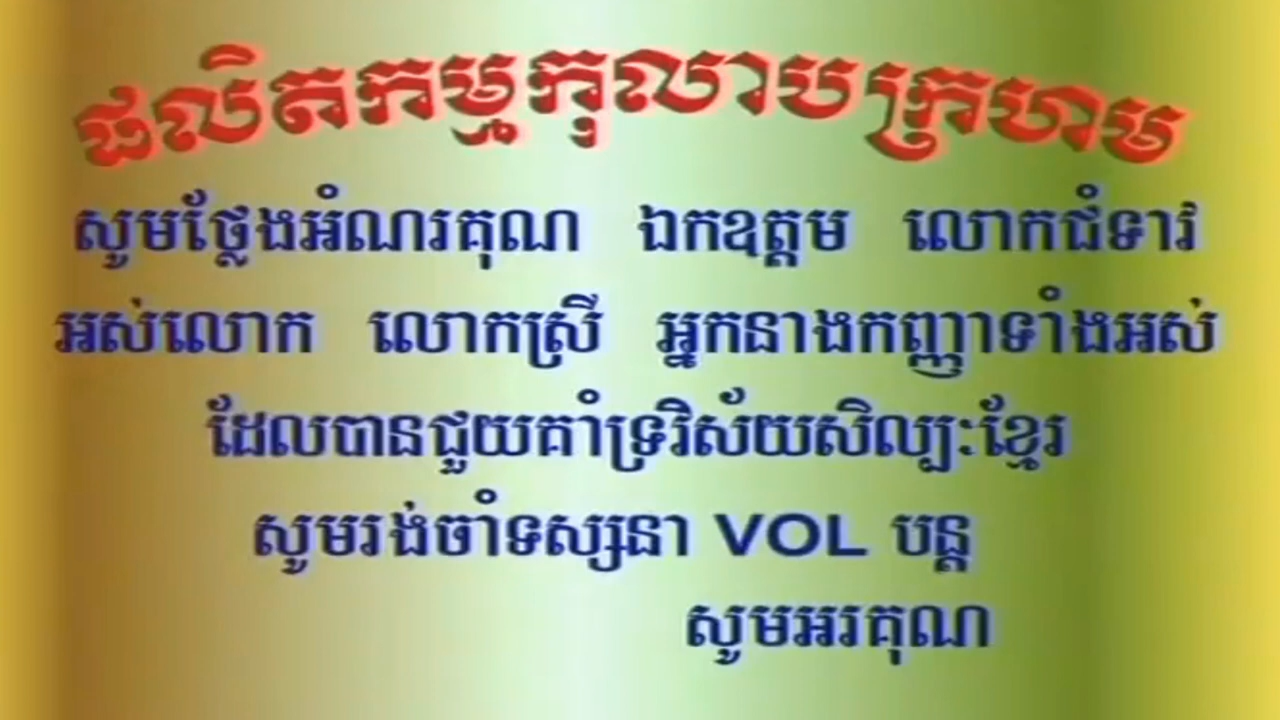 ផលិតកម្មកុលាបក្រហម
សូមថ្លែងអំណរគុណ ឯកឧត្តម លោកជំទាវ
អស់លោក លោកស្រី អ្នកនាងកញ្ញាទាំងអស់
ដែលបានជួយគាំទ្រវិស័យសិល្បៈខ្មែរ
សូមរង់ចាំទស្សនា VOL បន្ត
សូមអរគុណ